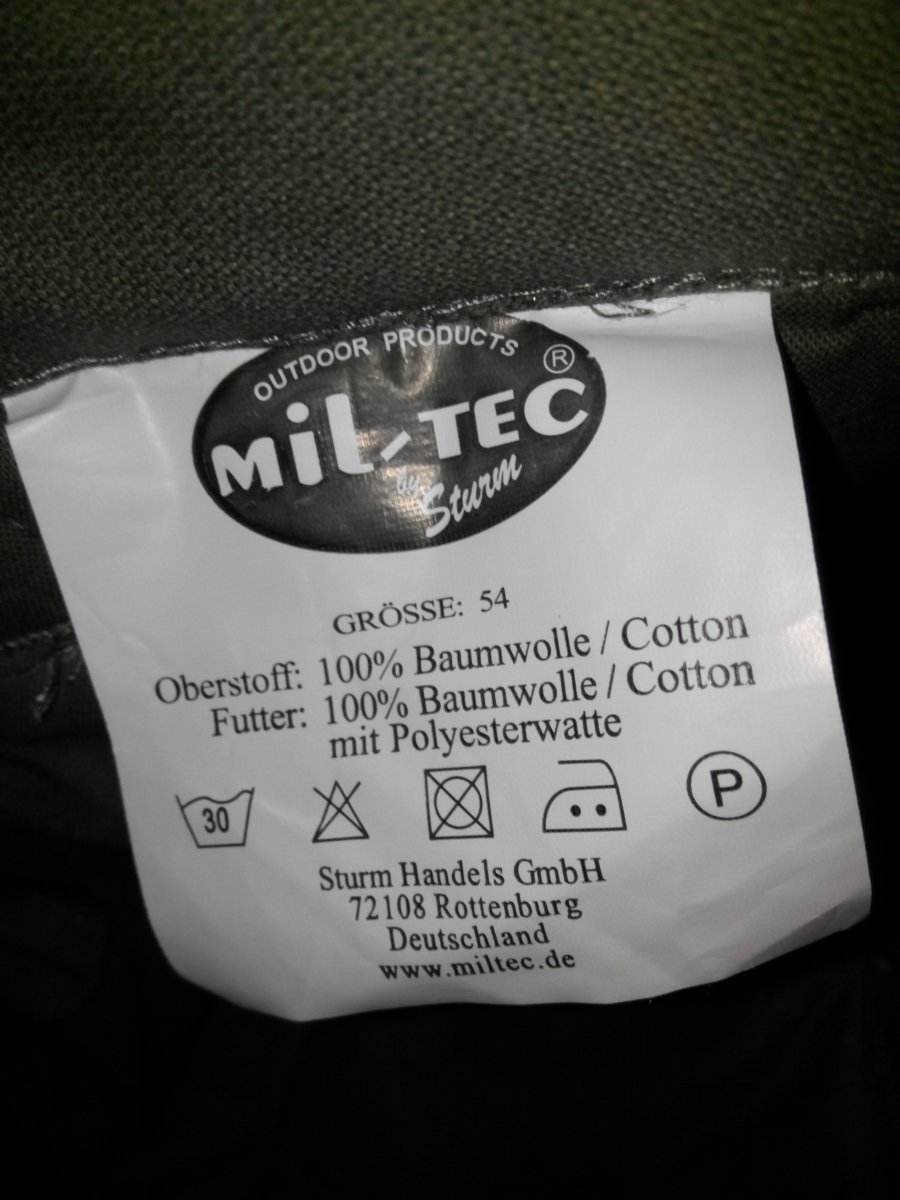 OUTDOOR PRODUCTS
®
MiL-TEC
by Sturm
GRÖSSE: 54
Oberstoff: 100% Baumwolle / Cotton
Futter: 100% Baumwolle / Cotton
mit Polyesterwatte
30
P
Sturm Handels GmbH
72108 Rottenburg
Deutschland
www.miltec.de